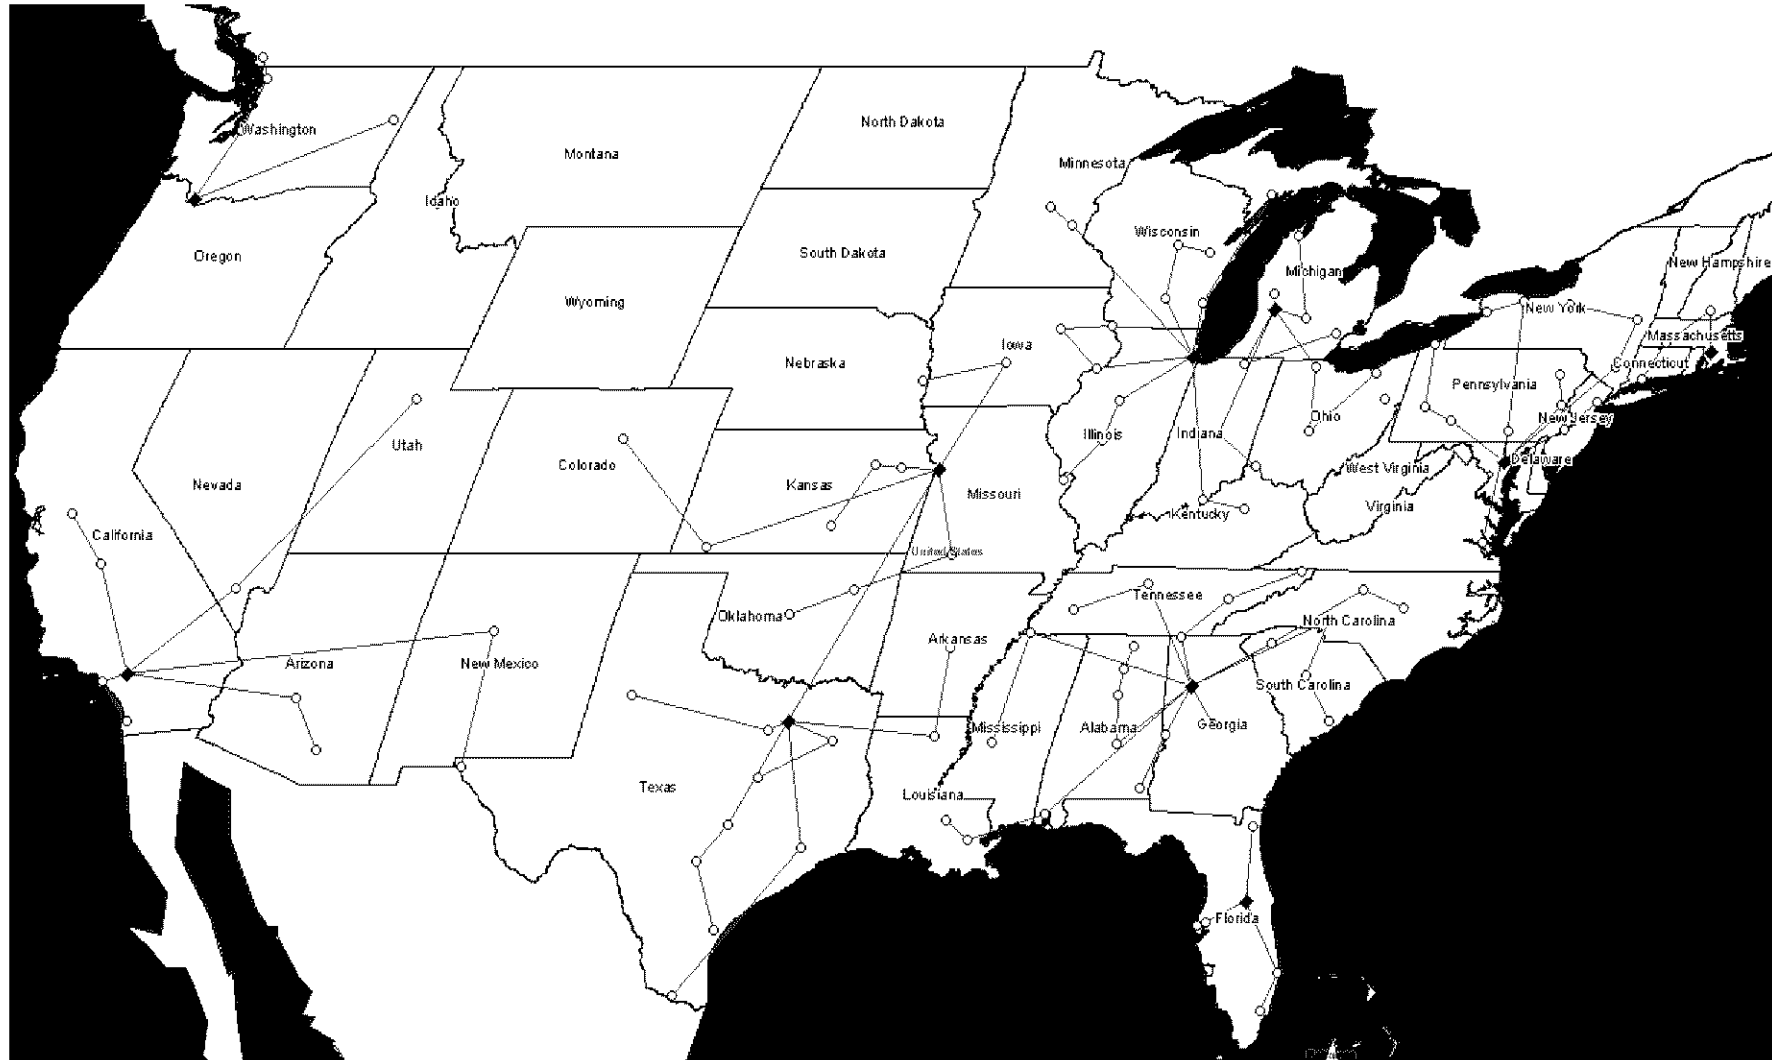 North Dakota
Washington
Montana
Minnesota
Idaho
Wisconsin
Oregon
South Dakota
New Hampshire
Michigan
Wyoming
New York
Massachusetts
Iowa
Nebraska
Connecticut
Pennsylvania
Ohio
New Jersey
Utah
Illinois
Indiana
Delaware
Colorado
West Virginia
Nevada
Kansas
Missouri
Virginia
Kentucky
California
United States
Tennessee
Oklahoma
North Carolina
Arkansas
Arizona
New Mexico
South Carolina
Mississippi
Alabama
Georgia
Texas
Louisiana
Florida